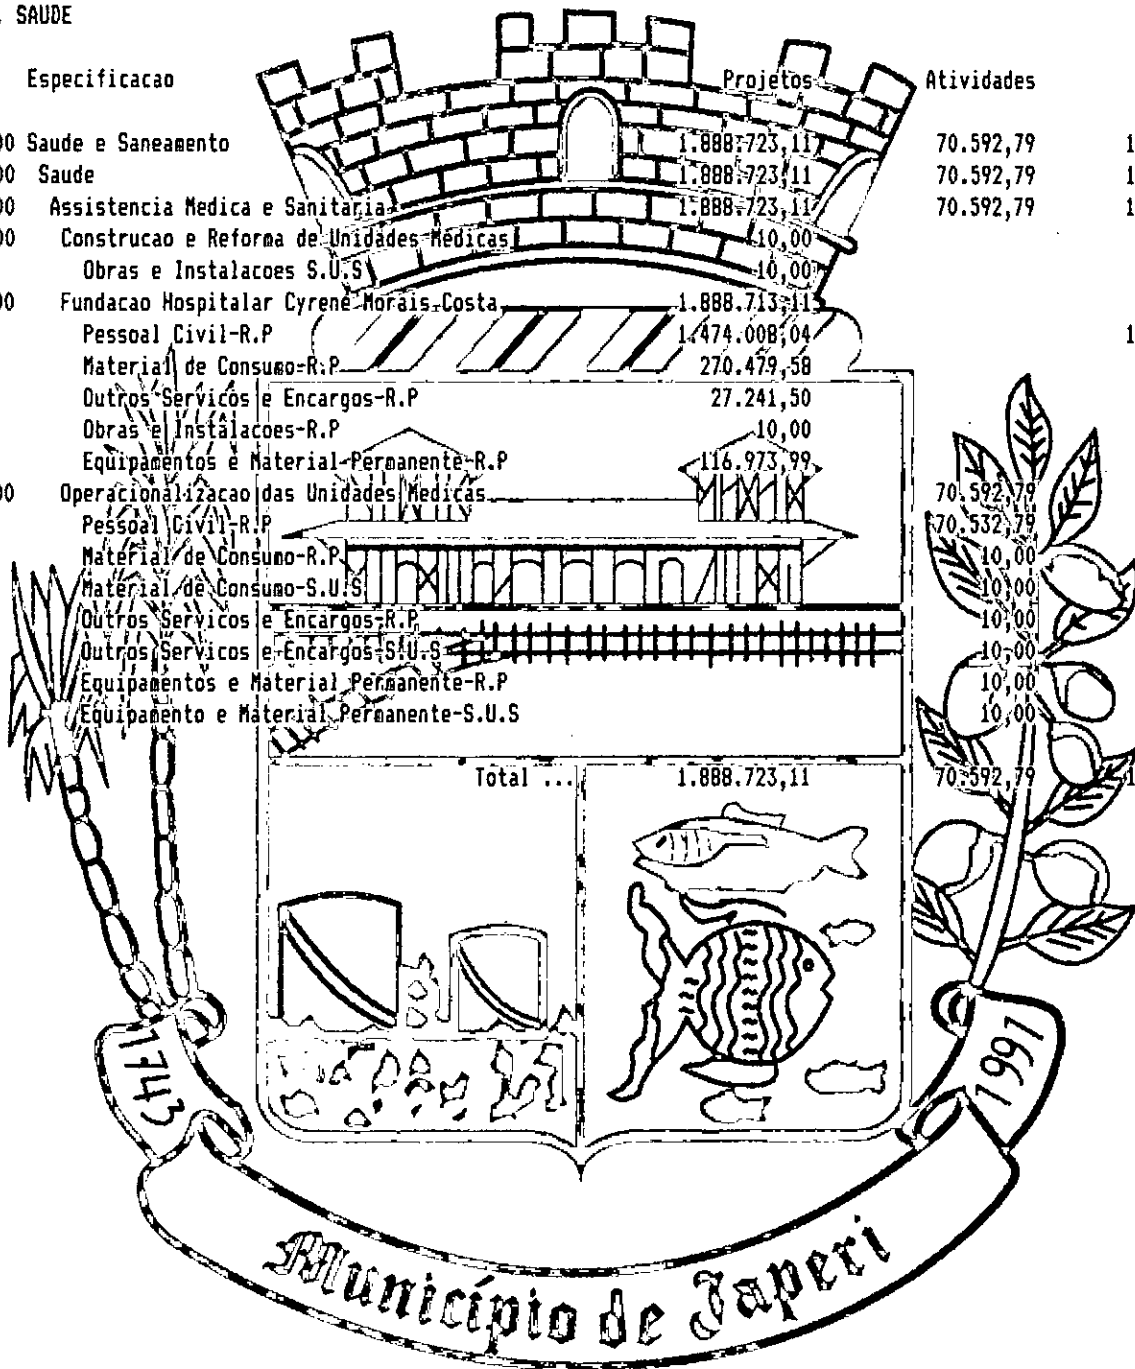 SAUDE
Especificacao Projetos Atividades
00 Saude e Saneamento 1.888.723,11 70.592,79 1
00 Saude 1.888.723,11 70.592,79 1
00 Assistencia Medica e Sanitaria 1.888.723,11 70.592,79 1
00 Construcao e Reforma de Unidades Médicas 10,00
Obras e Instalacoes S.U.S 10,00
00 Fundacao Hospitalar Cyrene Morais Costa 1.888.713,11
Pessoal Civil-R.P 1.474.008,04 1
Material de Consumo-R.P 270.479,58
Outros Servicos e Encargos-R.P 27.241,50
Obras e Instalacoes-R.P 10,00
Equipamentos e Material Permanente-R.P 116.973,99
00 Operacionalizacao das Unidades Medicas 70.592,79
Pessoal Civil-R.P 70.532,79
Material de Consumo-R.P 10,00
Material de Consumo-S.U.S 10,00
Outros Servicos e Encargos-R.P 10,00
Outros Servicos e Encargos-S.U.S 10,00
Equipamentos e Material Permanente-R.P 10,00
Equipamento e Material Permanente-S.U.S 10,00
Total ... 1.888.723,11 70.592,79 1
1743 1991
Município de Japeri